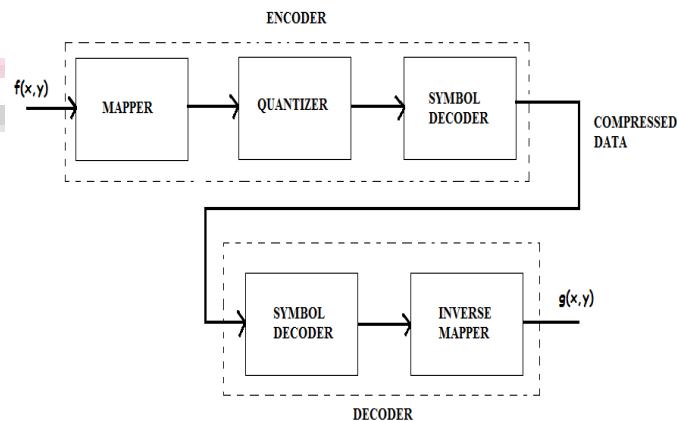 ENCODER
f(x,y)
MAPPER
QUANTIZER
SYMBOL
DECODER
COMPRESSED
DATA
SYMBOL
DECODER
INVERSE
MAPPER
g(x,y)
DECODER